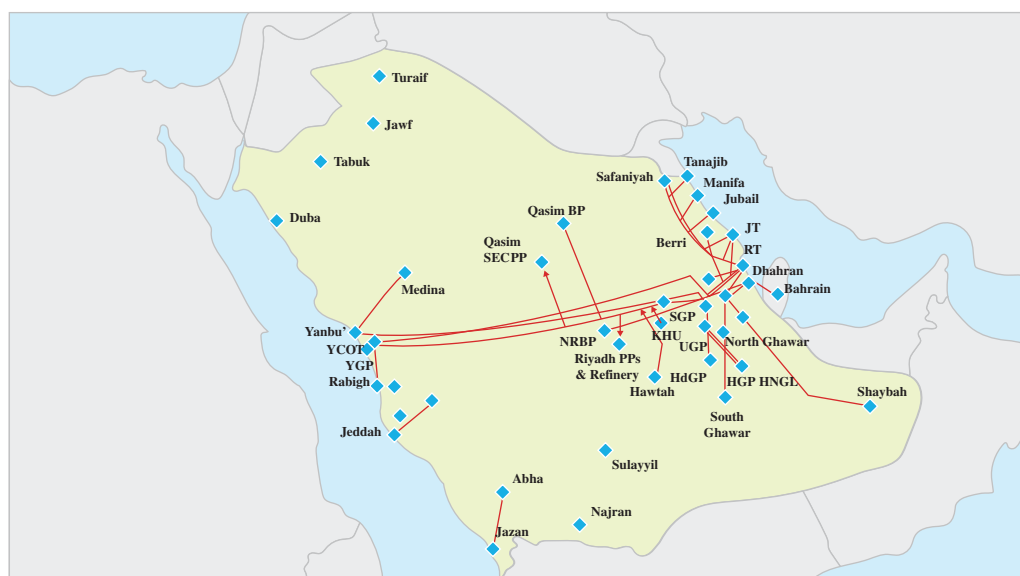 Turaif
Jawf
Tabuk
Duba
Tanajib
Safaniyah
Manifa
Jubail
Qasim BP
JT
Berri
RT
Qasim
SECPP
Dhahran
Medina
Bahrain
SGP
Yanbu'
KHU
North Ghawar
NRBP
UGP
YCOT
YGP
Riyadh PPs
& Refinery
HdGP
HGP HNGL
Rabigh
Hawtah
Shaybah
South
Ghawar
Jeddah
Sulayyil
Abha
Najran
Jazan